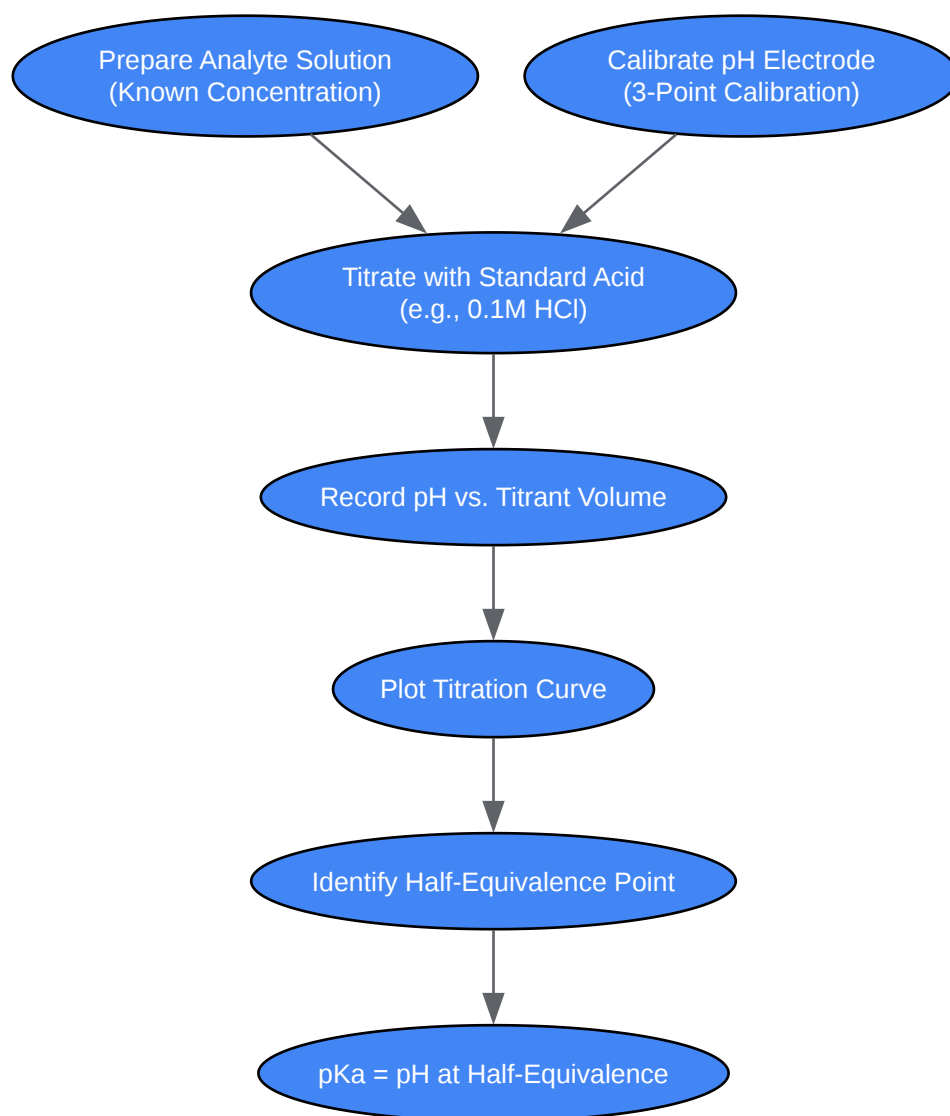 Prepare Analyte Solution
(Known Concentration)
Calibrate pH Electrode
(3-Point Calibration)
Titrate with Standard Acid
(e.g., 0.1M HCl)
Record pH vs. Titrant Volume
Plot Titration Curve
Identify Half-Equivalence Point
pKa = pH at Half-Equivalence